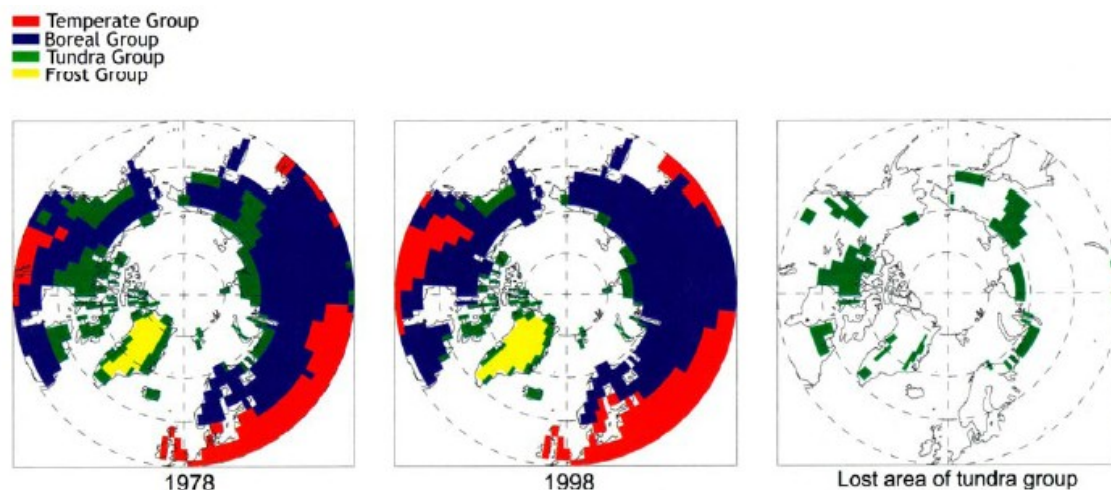 Temperate Group
Boreal Group
Tundra Group
Frost Group
1978
1998
Lost area of tundra group